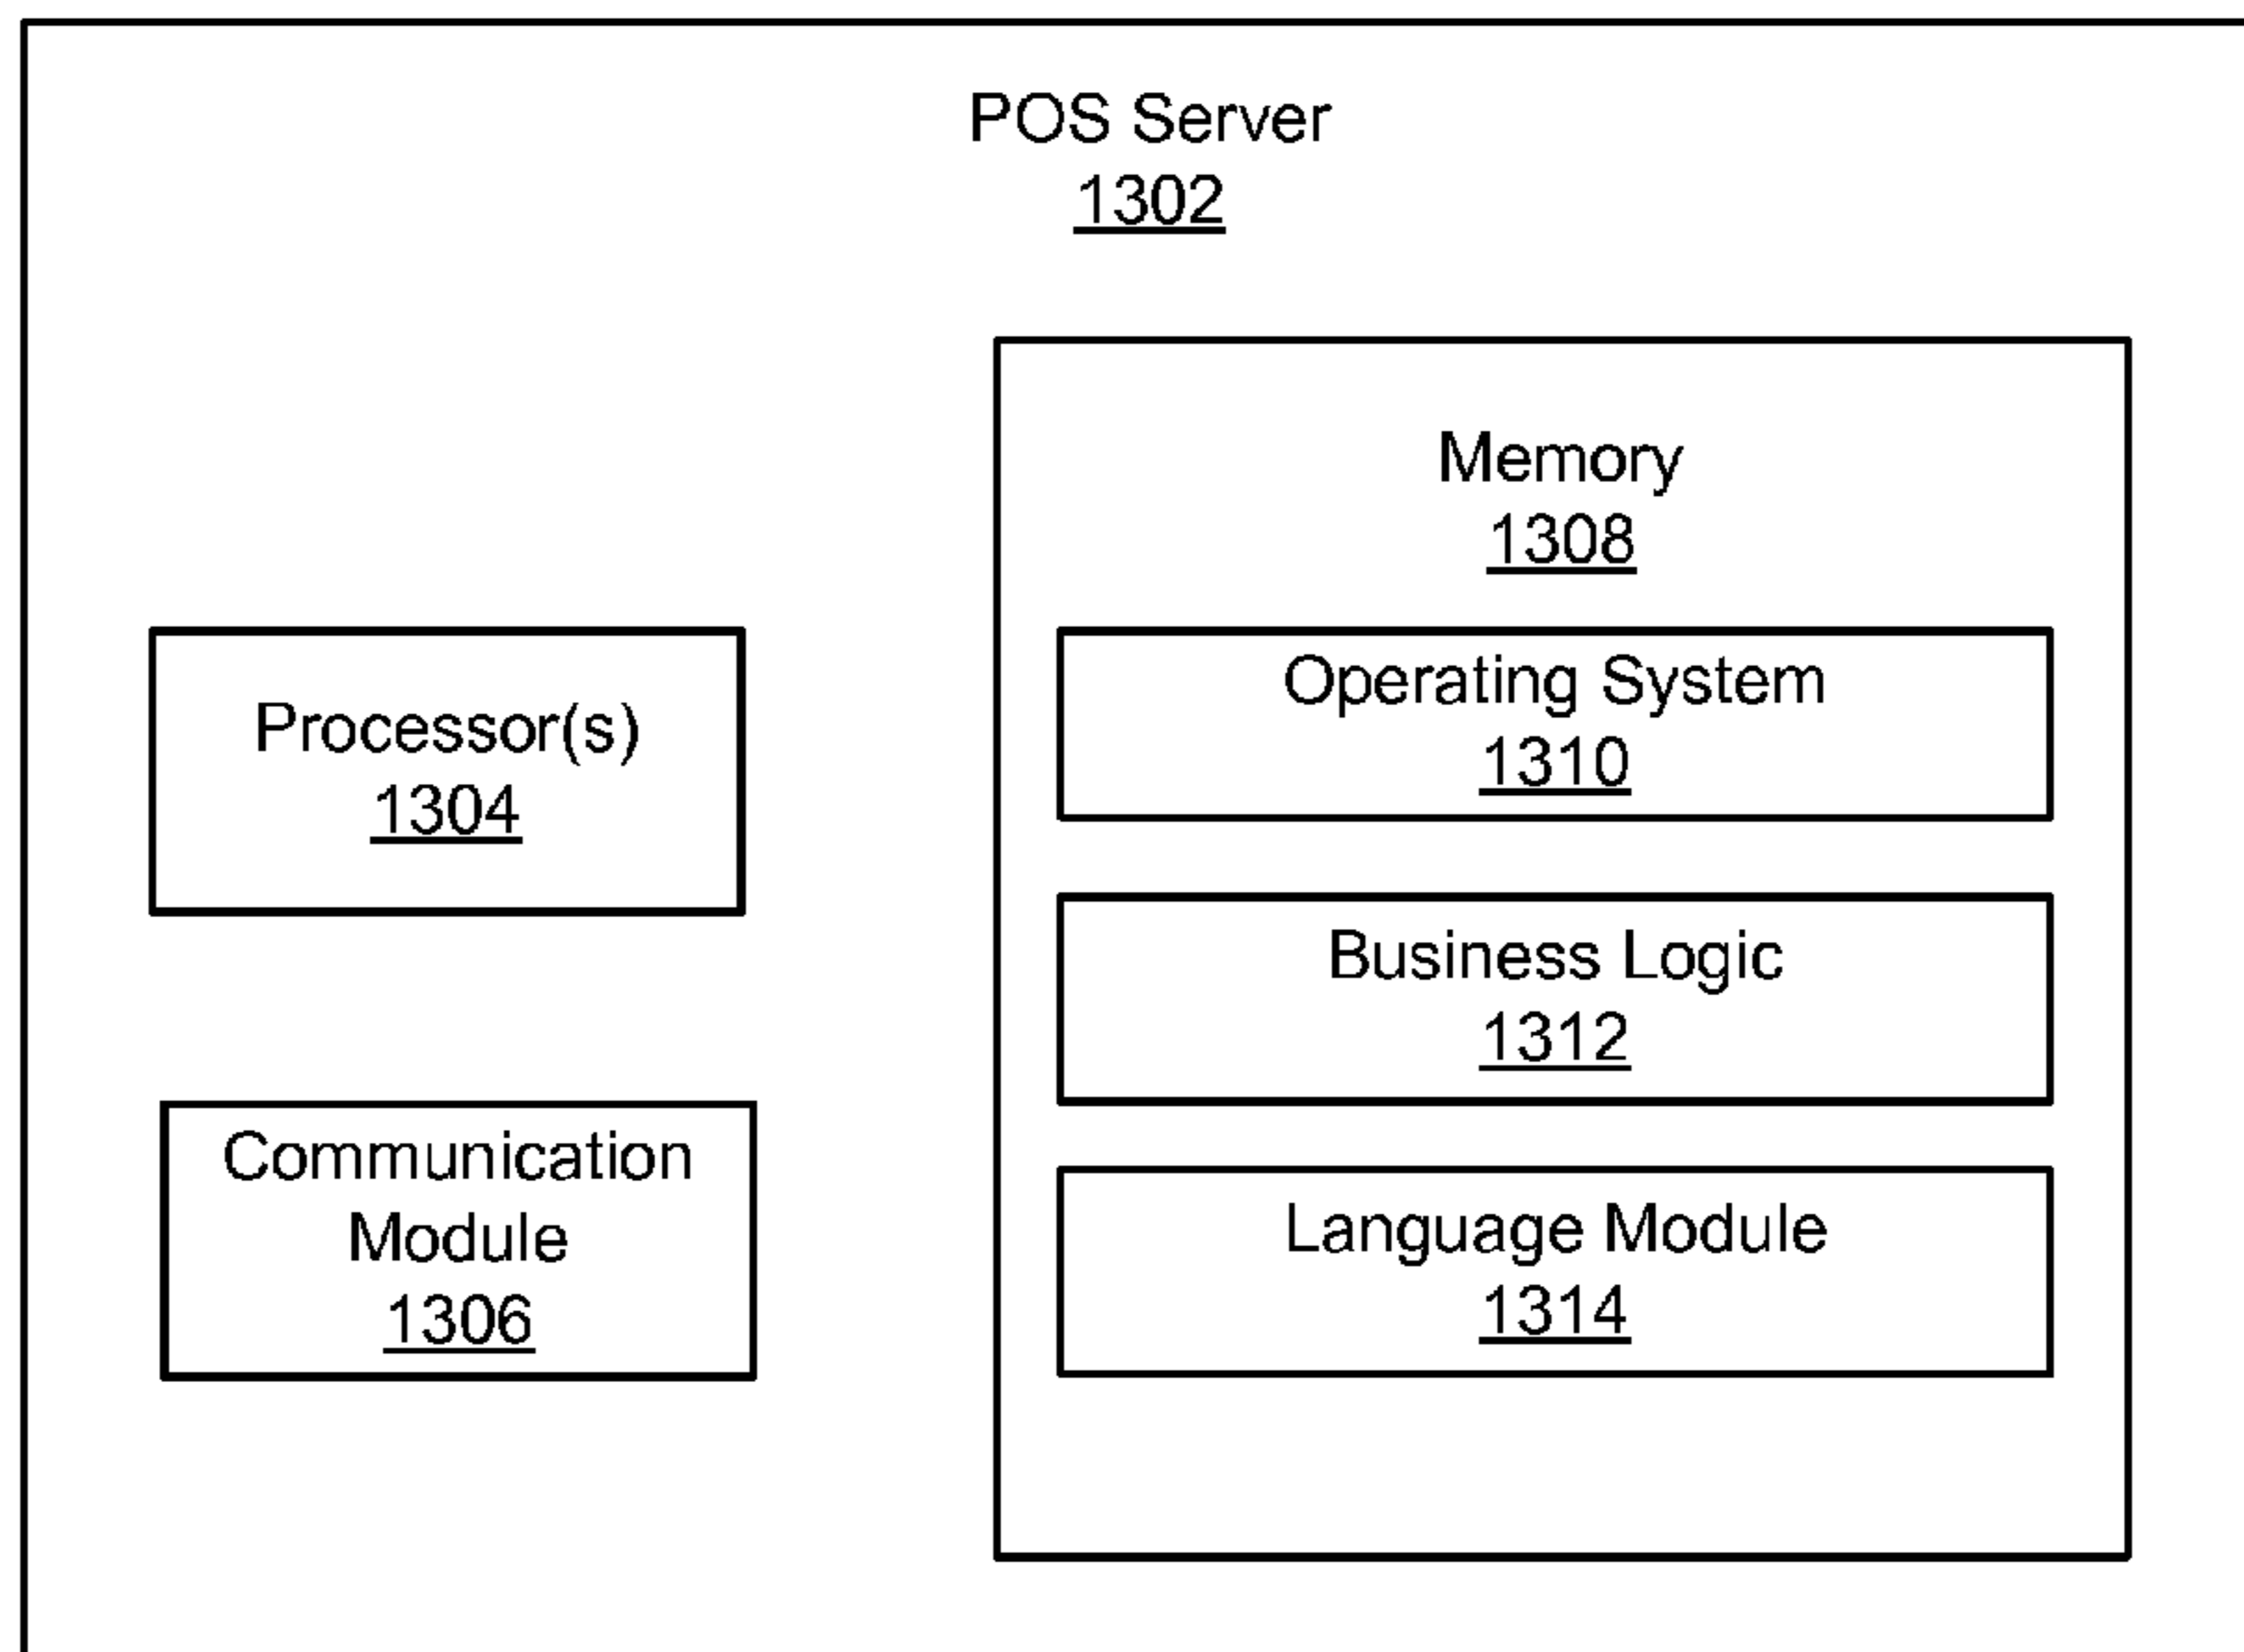 POS Server
1302
Memory
1308
Processor(s)
1304
Operating System
1310
Business Logic
1312
Communication
Module
1306
Language Module
1314